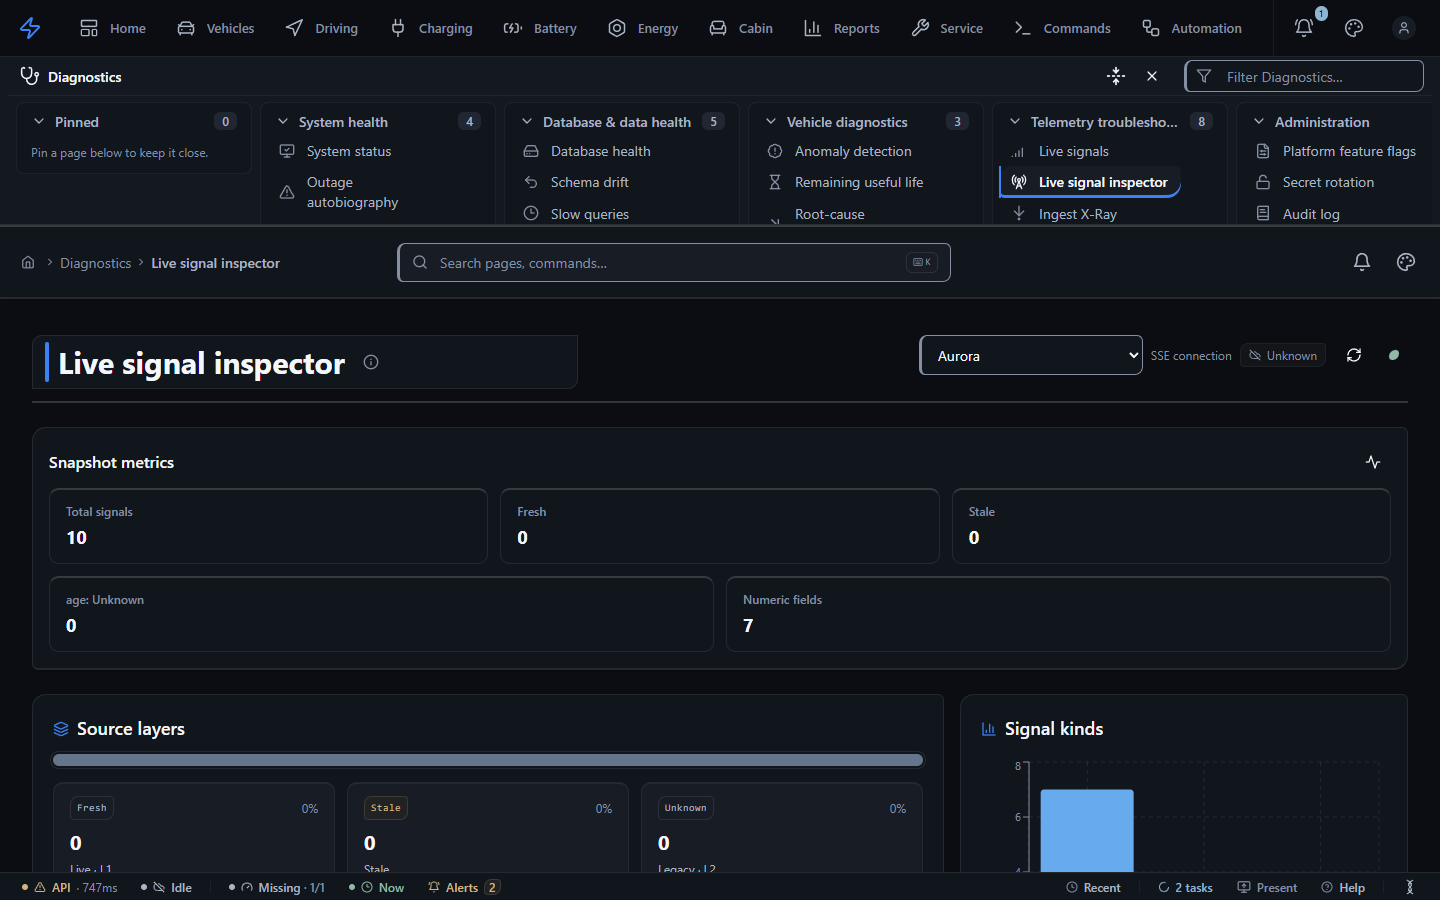 Home Vehicles Driving Charging Battery Energy Cabin Reports Service Commands Automation 1
Diagnostics
Filter Diagnostics...
Pinned 0
Pin a page below to keep it close.
System health 4
System status
Outage
autobiography
Database & data health 5
Database health
Schema drift
Slow queries
Vehicle diagnostics 3
Anomaly detection
Remaining useful life
Root-cause
Telemetry troublesho... 8
Live signals
Live signal inspector
Ingest X-Ray
Administration
Platform feature flags
Secret rotation
Audit log
Diagnostics Live signal inspector
Search pages, commands... K
Live signal inspector
Aurora
SSE connection Unknown
Snapshot metrics
Total signals
10
Fresh
0
Stale
0
age: Unknown
0
Numeric fields
7
Source layers
Fresh 0%
0
Live · L1
Stale 0%
0
Stale
Unknown 0%
0
Legacy · L2
Signal kinds
8
6
4
API · 747ms Idle Missing · 1/1 Now Alerts 2 Recent 2 tasks Present Help